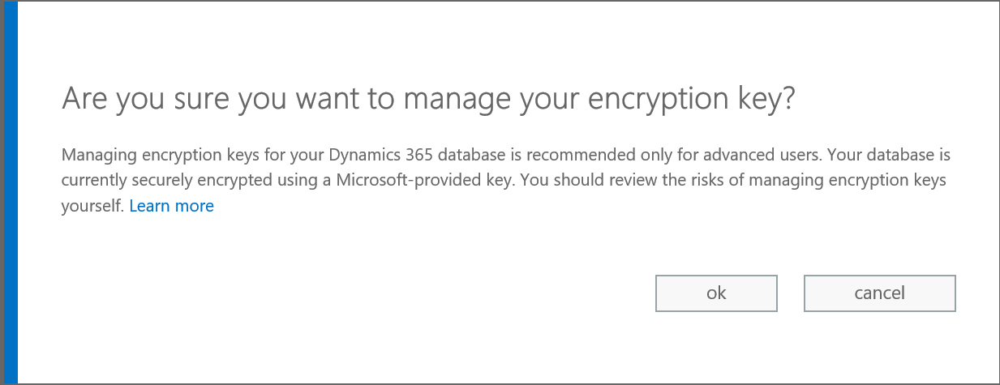 Are you sure you want to manage your encryption key?
Managing encryption keys for your Dynamics 365 database is recommended only for advanced users. Your database is
currently securely encrypted using a Microsoft-provided key. You should review the risks of managing encryption keys
yourself. Learn more
ok
cancel